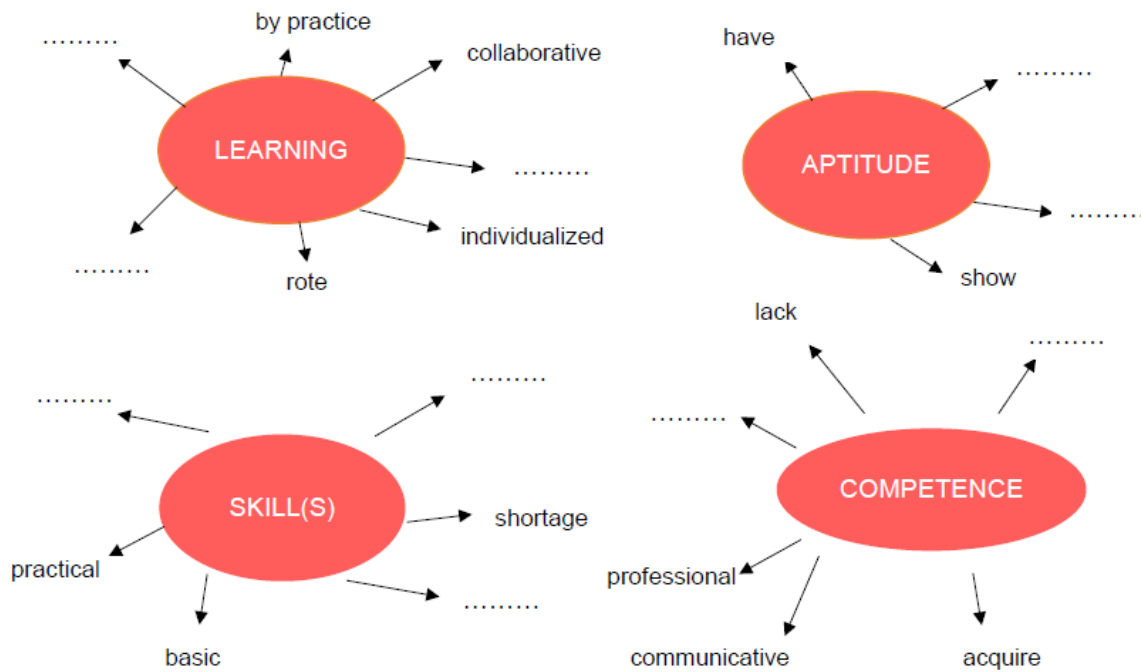 by practice
………
collaborative
LEARNING
………
individualized
………
rote
have
………
APTITUDE
………
show
lack
………
………
………
………
COMPETENCE
SKILL(S)
shortage
practical
professional
………
basic
communicative
acquire